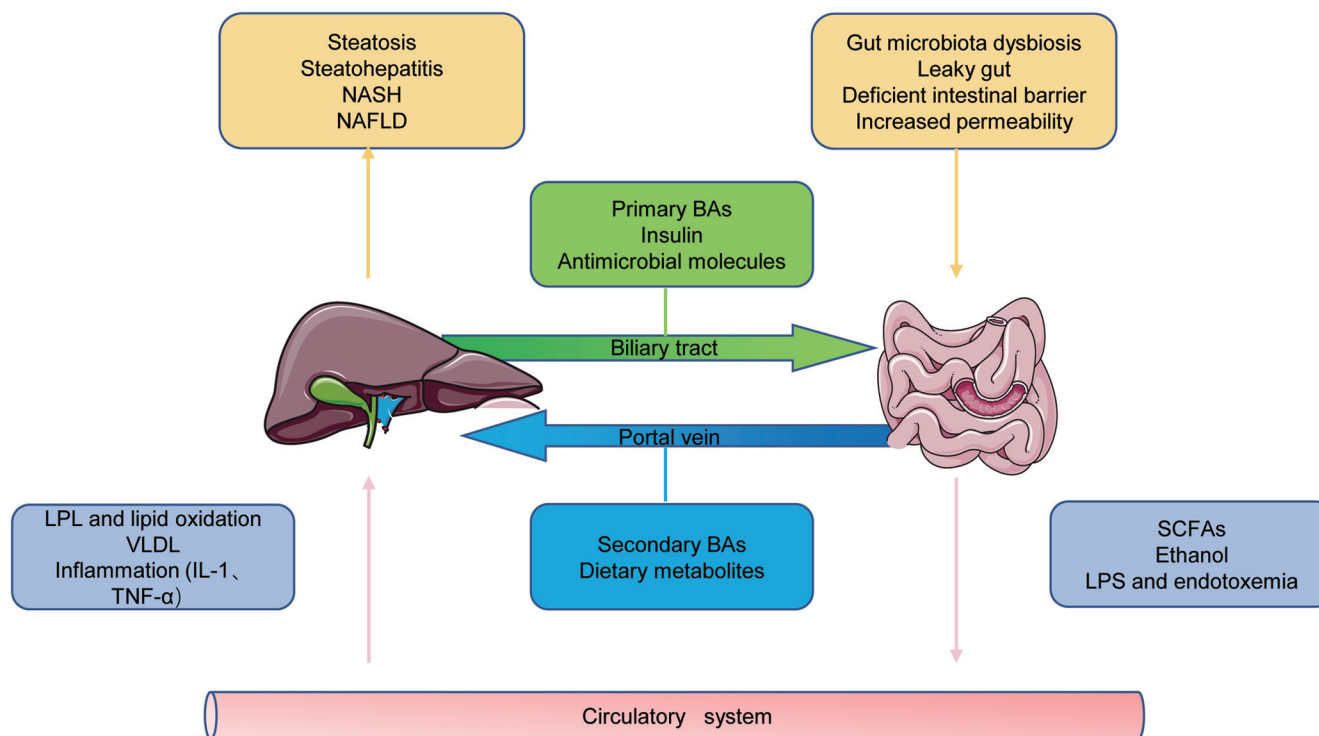 Steatosis
Steatohepatitis
NASH
NAFLD
Gut microbiota dysbiosis
Leaky gut
Deficient intestinal barrier
Increased permeability
Primary BAs
Insulin
Antimicrobial molecules
Biliary tract
Portal vein
LPL and lipid oxidation
VLDL
Inflammation (IL-1、
TNF-α）
Secondary BAs
Dietary metabolites
SCFAs
Ethanol
LPS and endotoxemia
Circulatory system